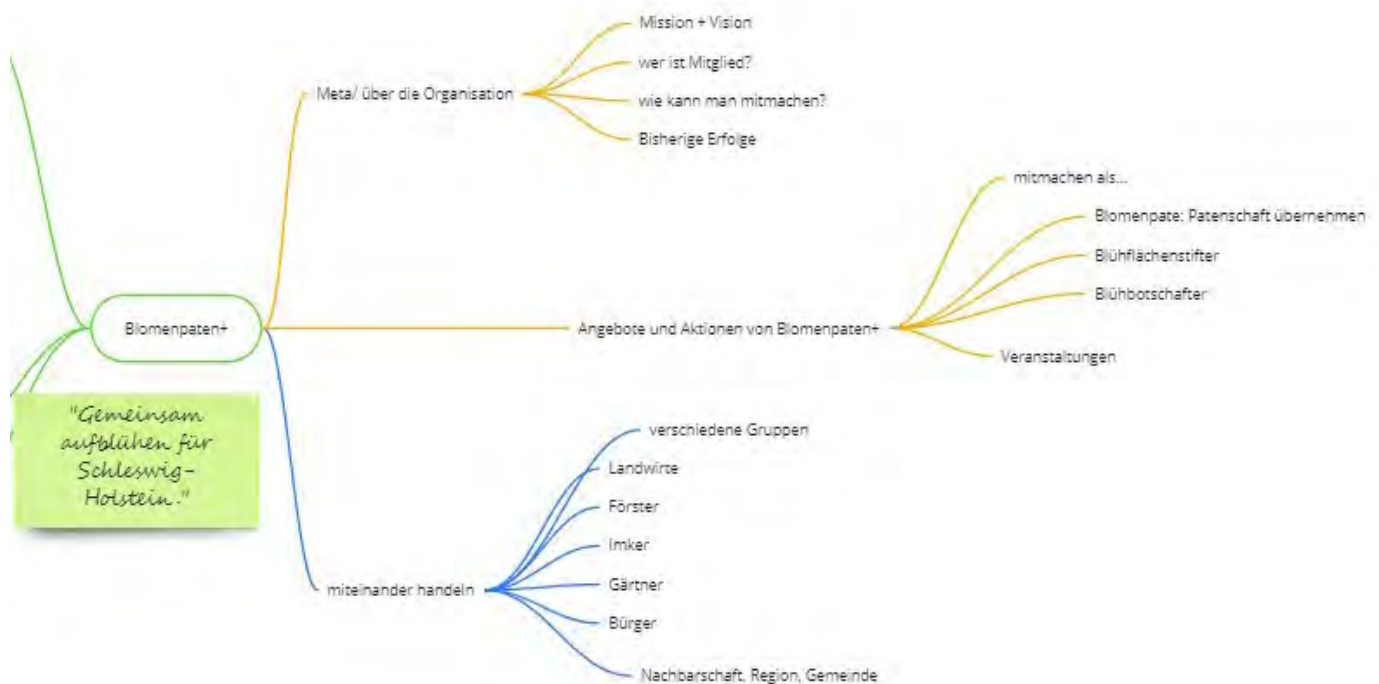 Mission + Vision
wer ist Mitglied?
Meta/ über die Organisation
wie kann man mitmachen?
Bisherige Erfolge
mitmachen als...
Blomenpate: Patenschaft übernehmen
Blühflächenstifter
Blühbotschafter
Blomenpaten+
Angebote und Aktionen von Blomenpaten+
Veranstaltungen
"Gemeinsam
aufblühen für
Schleswig-
Holstein."
verschiedene Gruppen
Landwirte
Förster
Imker
miteinander handeln
Gärtner
Bürger
Nachbarschaft, Region, Gemeinde